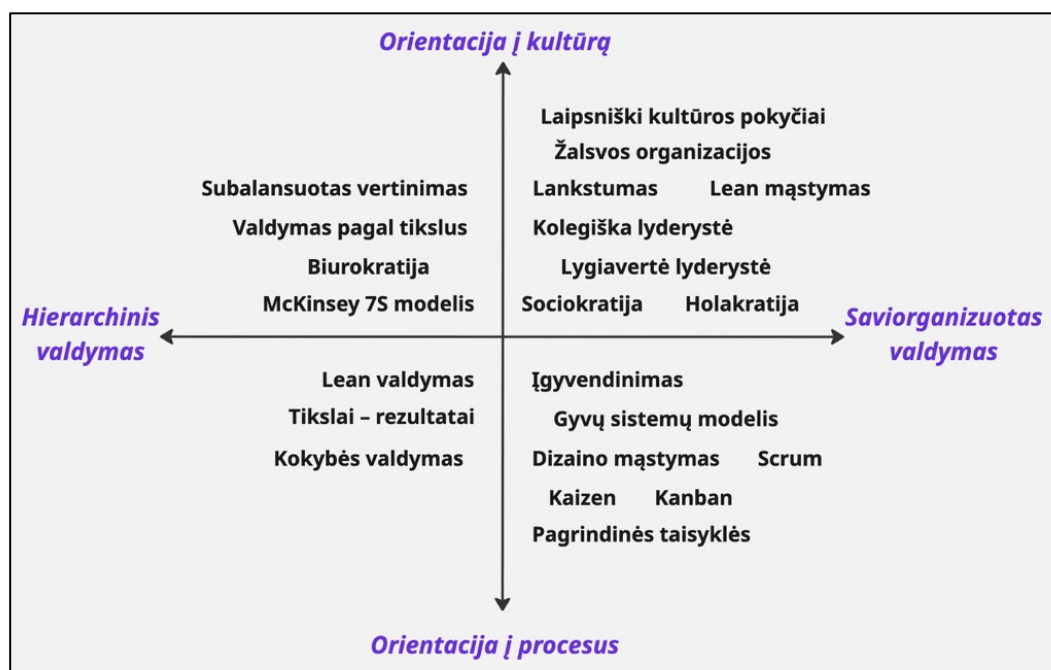 Orientacija į kultūrą
Laipsniški kultūros pokyčiai
Žalsvos organizacijos
Subalansuotas vertinimas Lankstumas Lean mąstymas
Valdymas pagal tikslus Kolegiška lyderystė
Biurokratija Lygiavertė lyderystė
McKinsey 7S modelis Sociokratija Holakratija
Hierarchinis valdymas Saviorganizuotas valdymas
Lean valdymas Įgyvendinimas
Tikslai – rezultatai Gyvų sistemų modelis
Kokybės valdymas Dizaino mąstymas Scrum
Kaizen Kanban
Pagrindinės taisyklės
Orientacija į procesus